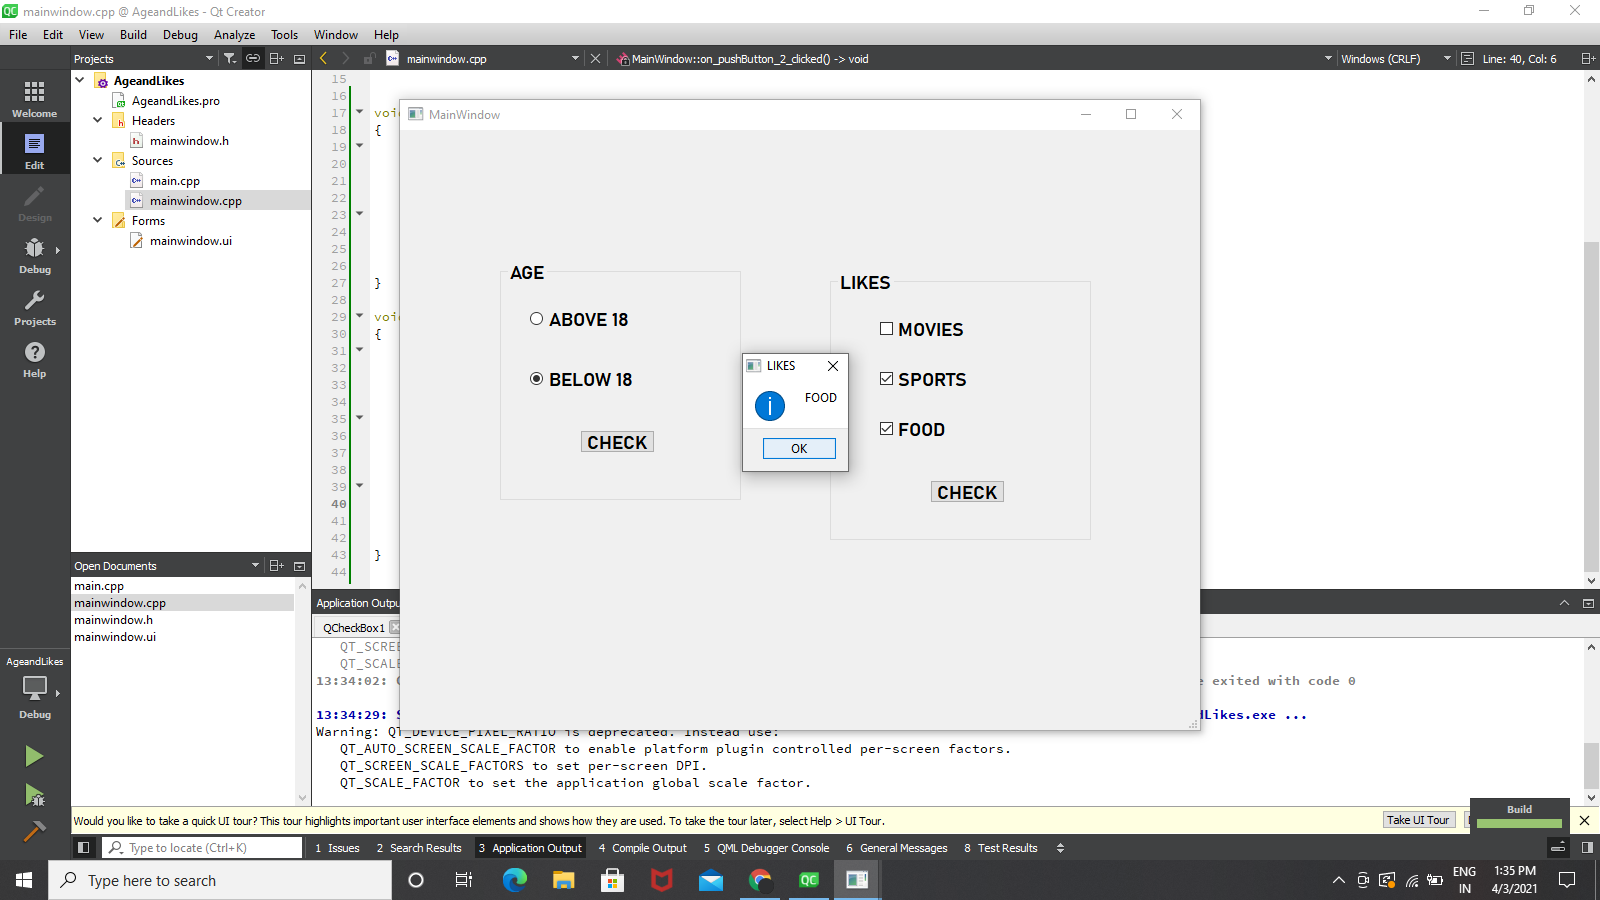 mainwindow.cpp @ AgeandLikes - Qt Creator
File Edit View Build Debug Analyze Tools Window Help
Projects
mainwindow.cpp
MainWindow::on_pushButton_2_clicked() -> void
Windows (CRLF)
Line: 40, Col: 6
Welcome
Edit
Design
Debug
Projects
Help
AgeandLikes
AgeandLikes.pro
Headers
mainwindow.h
Sources
main.cpp
mainwindow.cpp
Forms
mainwindow.ui
15
16
17 voi
18 {
19
20
21
22
23
24
25
26
27 }
28
29 voi
30 {
31
32
33
34
35
36
37
38
39
40
41
42
43 }
44
MainWindow
AGE
ABOVE 18
BELOW 18
CHECK
LIKES
MOVIES
SPORTS
FOOD
CHECK
LIKES
FOOD
OK
Open Documents
main.cpp
mainwindow.cpp
mainwindow.h
mainwindow.ui
AgeandLikes
Debug
Application Outpu
QCheckBox1
QT_SCREE
QT_SCALE
13:34:02: exited with code 0
13:34:29: Likes.exe ...
Warning: QT_DEVICE_PIXEL_RATIO is deprecated. Instead use:
QT_AUTO_SCREEN_SCALE_FACTOR to enable platform plugin controlled per-screen factors.
QT_SCREEN_SCALE_FACTORS to set per-screen DPI.
QT_SCALE_FACTOR to set the application global scale factor.
Would you like to take a quick UI tour? This tour highlights important user interface elements and shows how they are used. To take the tour later, select Help > UI Tour.
Take UI Tour
Build
Type to locate (Ctrl+K)
1 Issues 2 Search Results 3 Application Output 4 Compile Output 5 QML Debugger Console 6 General Messages 8 Test Results
Type here to search
ENG
IN
1:35 PM
4/3/2021